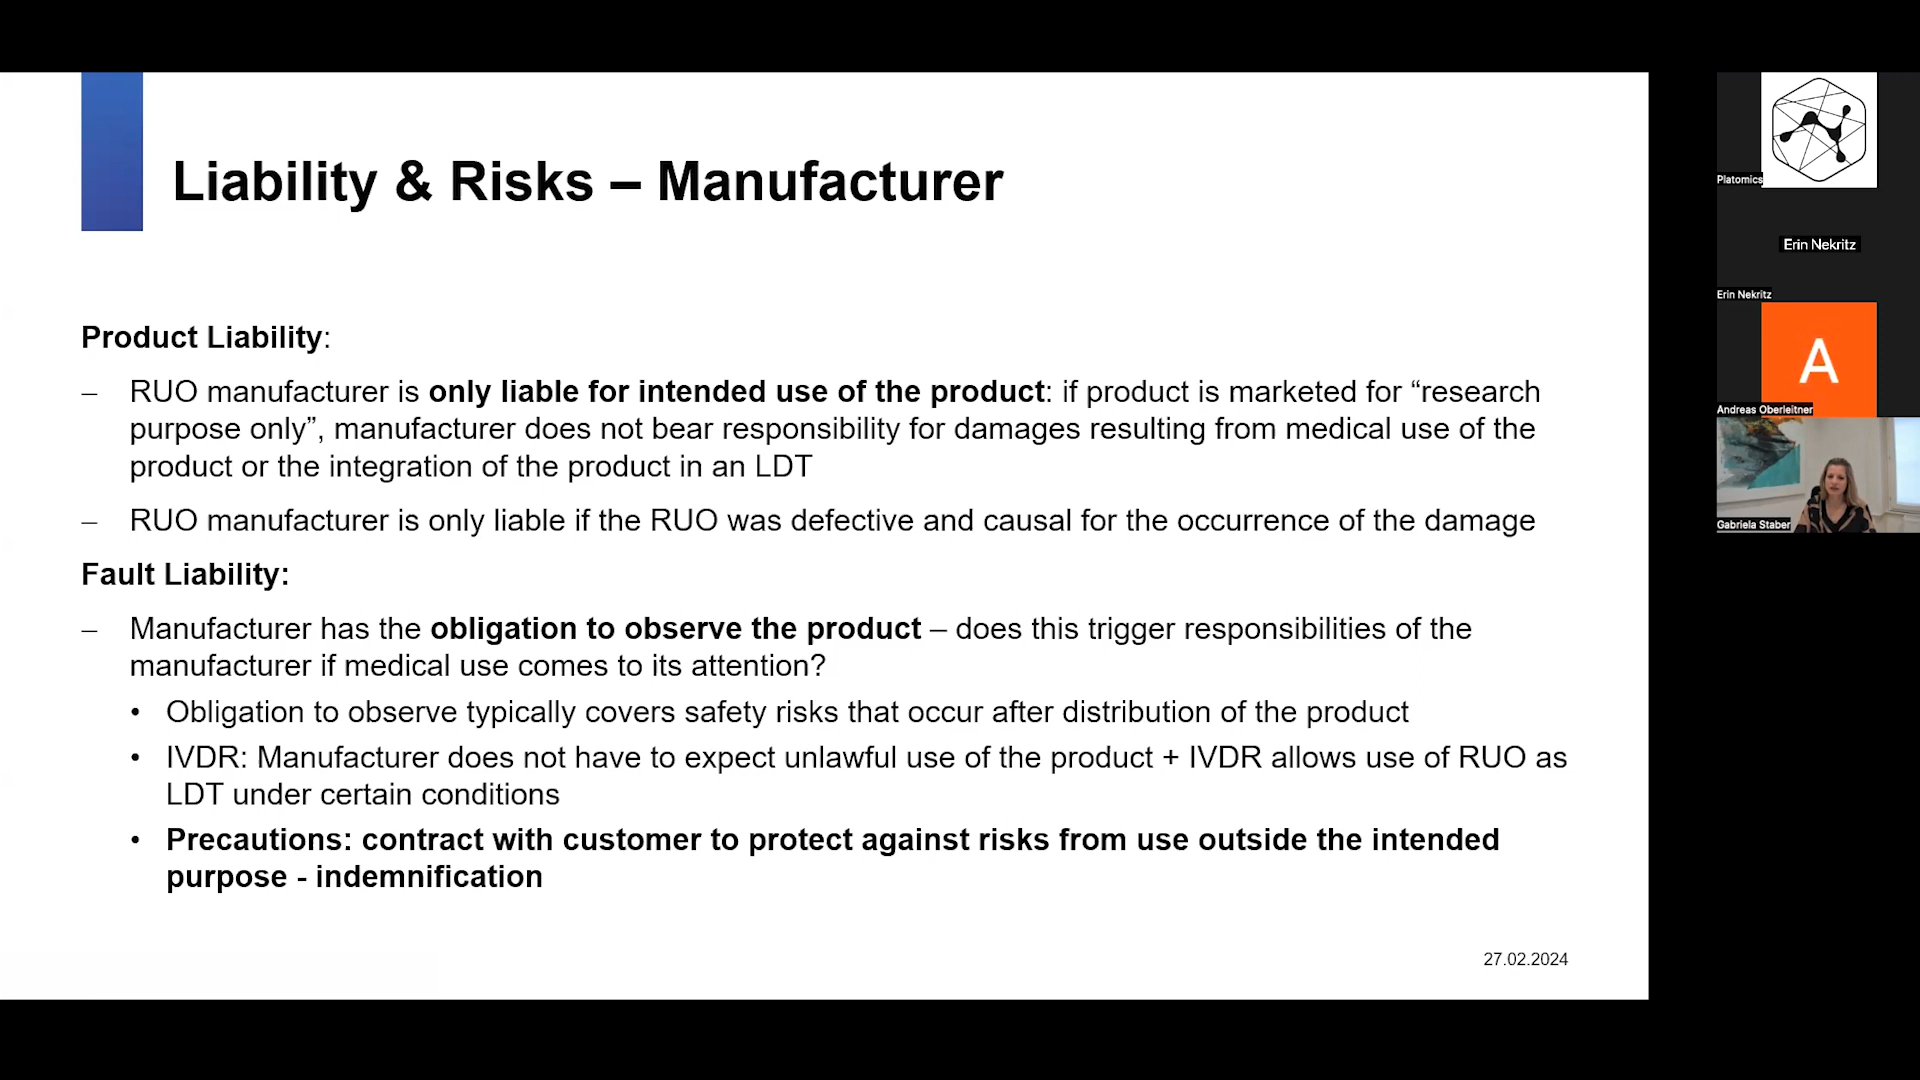 Liability & Risks – Manufacturer
Product Liability:
– RUO manufacturer is only liable for intended use of the product: if product is marketed for “research
purpose only”, manufacturer does not bear responsibility for damages resulting from medical use of the
product or the integration of the product in an LDT
– RUO manufacturer is only liable if the RUO was defective and causal for the occurrence of the damage
Fault Liability:
– Manufacturer has the obligation to observe the product – does this trigger responsibilities of the
manufacturer if medical use comes to its attention?
• Obligation to observe typically covers safety risks that occur after distribution of the product
• IVDR: Manufacturer does not have to expect unlawful use of the product + IVDR allows use of RUO as
LDT under certain conditions
• Precautions: contract with customer to protect against risks from use outside the intended
purpose - indemnification
27.02.2024
Platomics
Erin Nekritz
Erin Nekritz
A
Andreas Oberleitner
Gabriela Staber